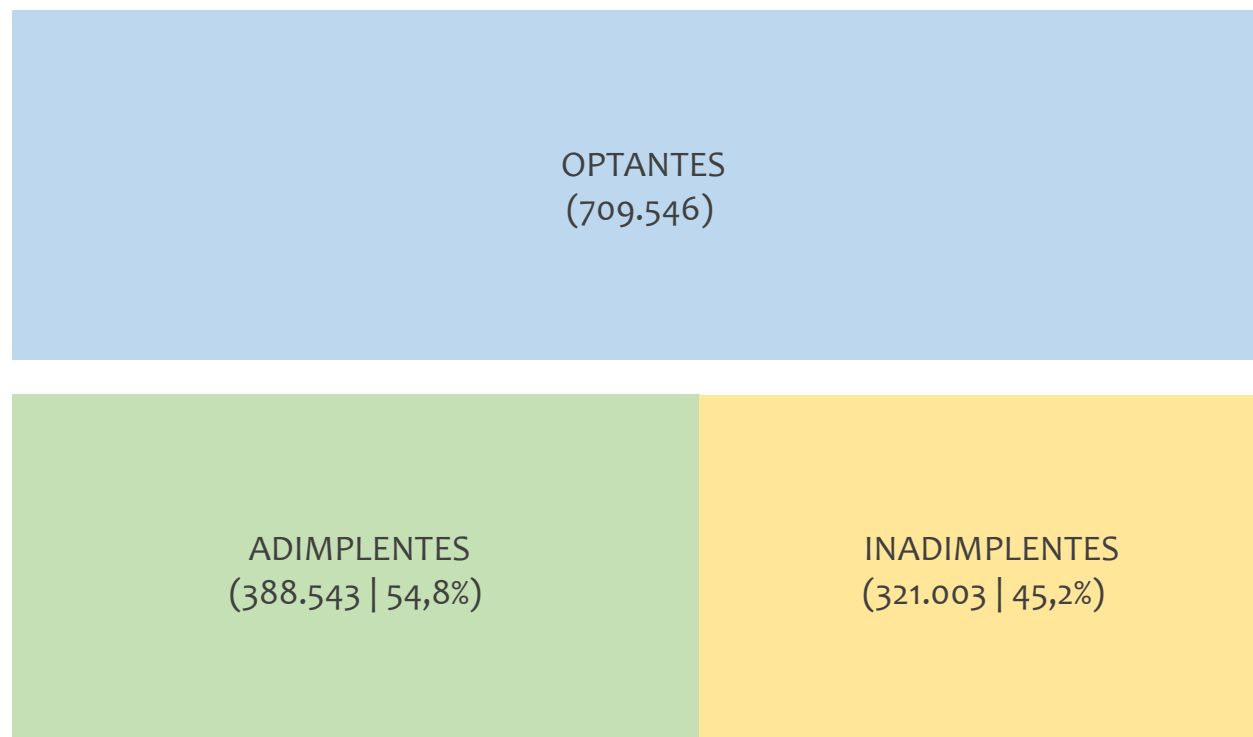 OPTANTES
(709.546)
ADIMPLENTES
(388.543 | 54,8%)
INADIMPLENTES
(321.003 | 45,2%)